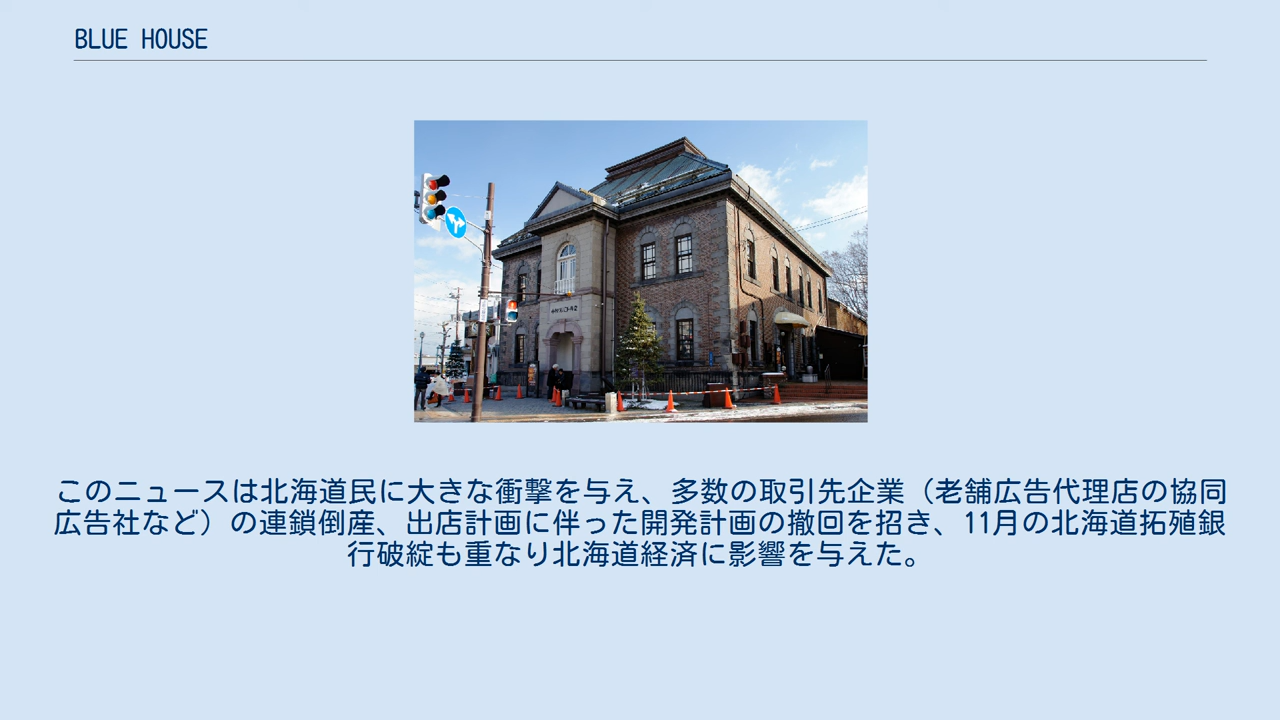 BLUE HOUSE
このニュースは北海道民に大きな衝撃を与え、多数の取引先企業（老舗広告代理店の協同
広告社など）の連鎖倒産、出店計画に伴った開発計画の撤回を招き、11月の北海道拓殖銀
行破綻も重なり北海道経済に影響を与えた。